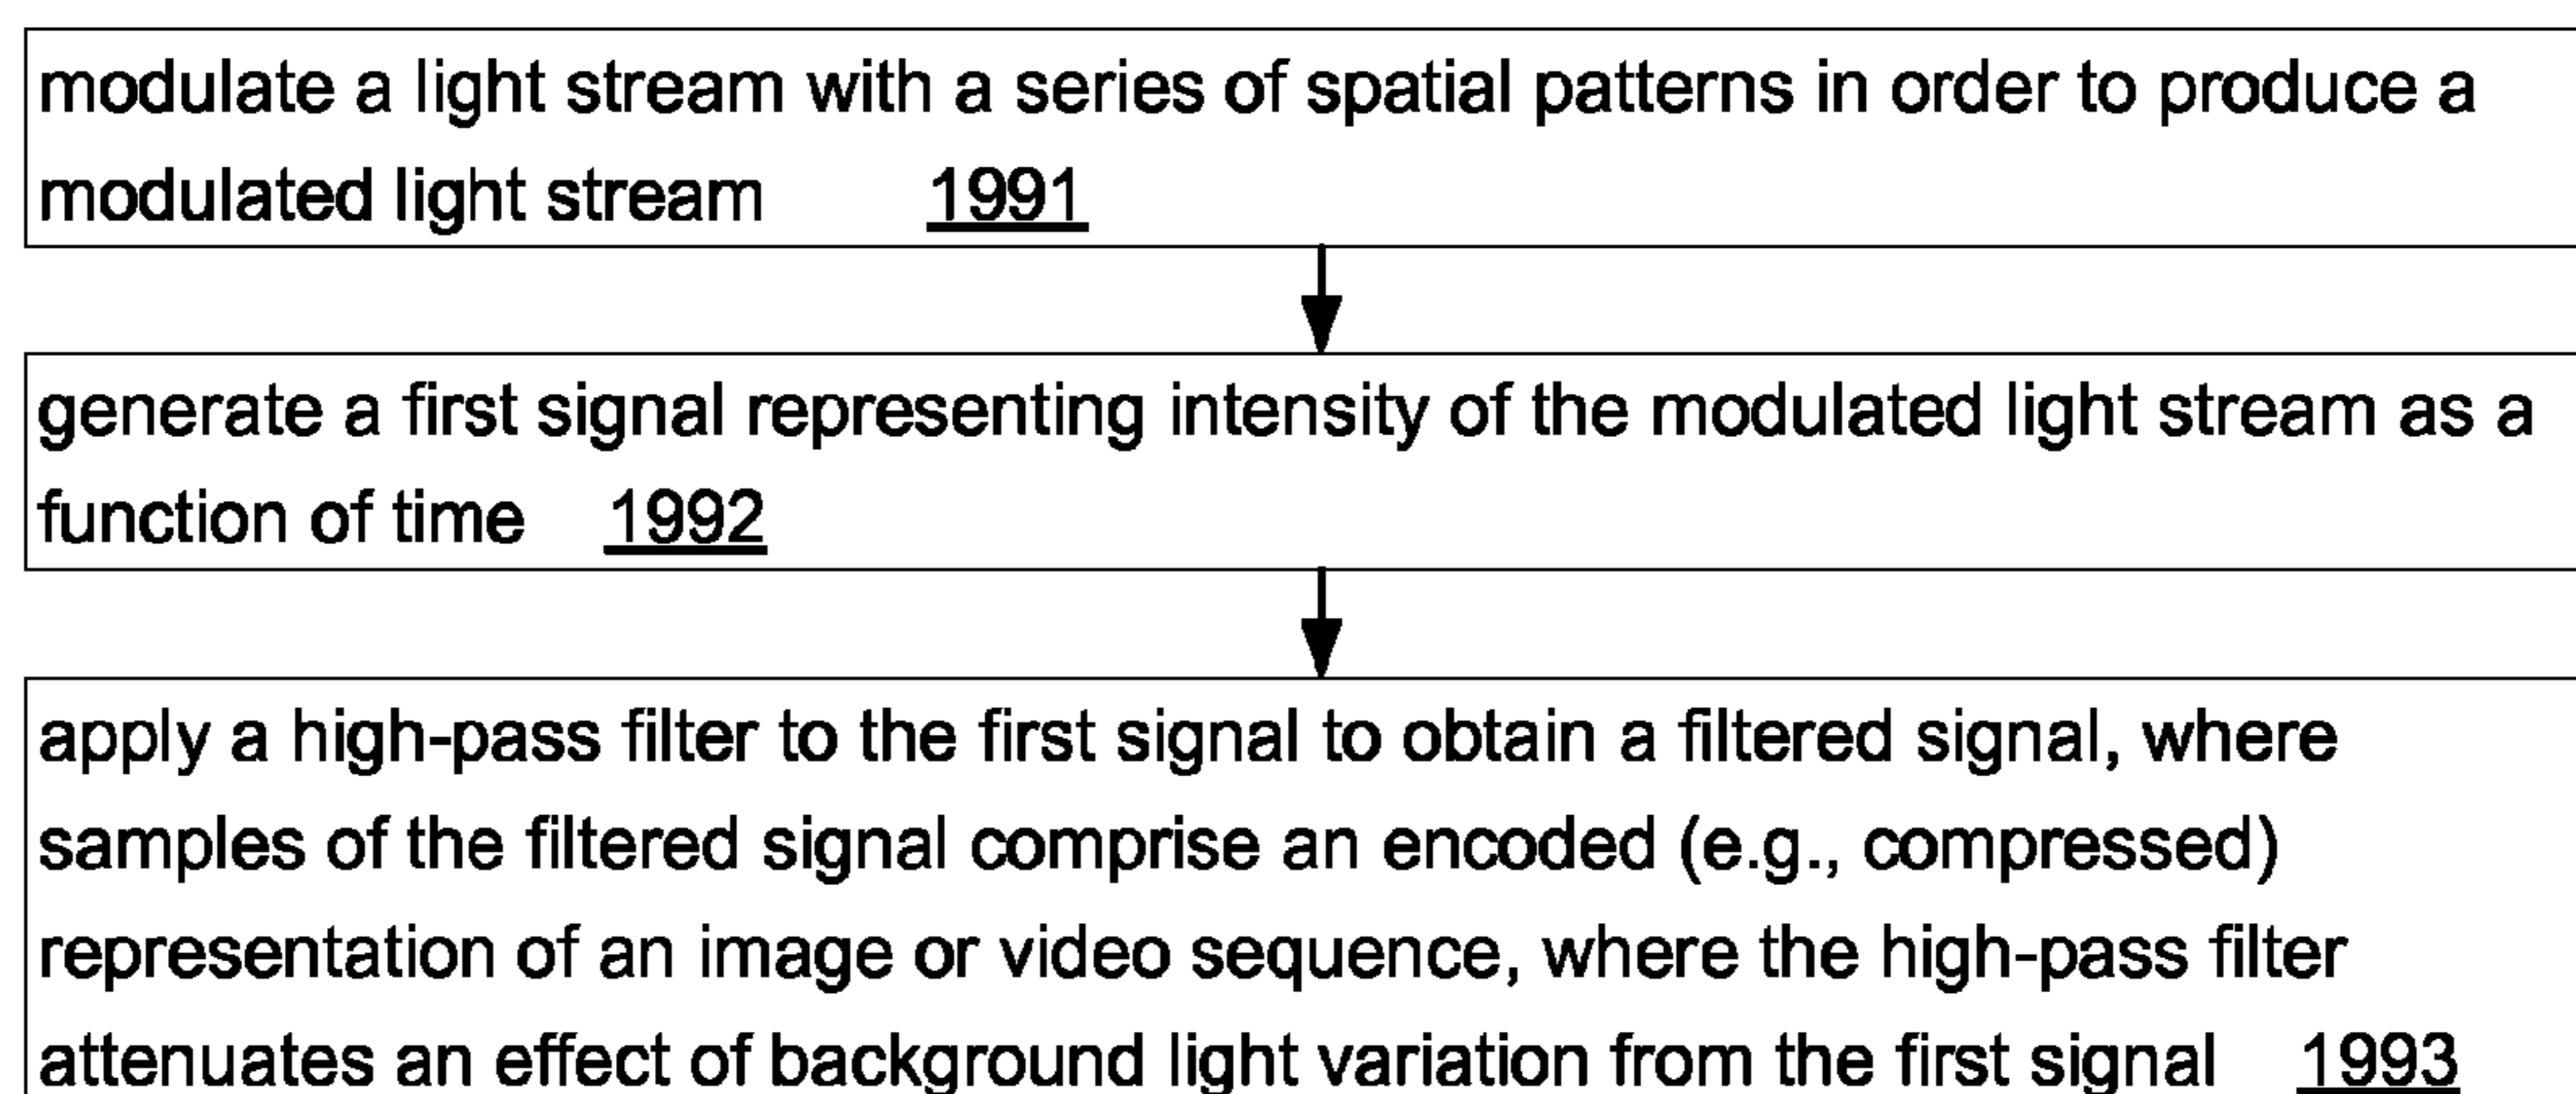 modulate a light stream with a series of spatial patterns in order to produce a
modulated light stream 1991
generate a first signal representing intensity of the modulated light stream as a
function of time 1992
apply a high-pass filter to the first signal to obtain a filtered signal, where
samples of the filtered signal comprise an encoded (e.g., compressed)
representation of an image or video sequence, where the high-pass filter
attenuates an effect of background light variation from the first signal 1993